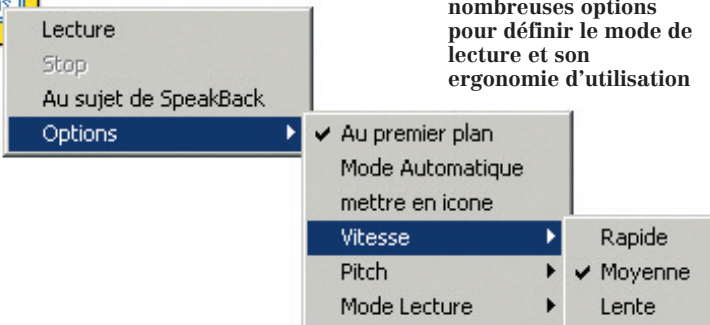 nombreuses options
pour définir le mode de
lecture et son
ergonomie d'utilisation
Lecture
Stop
Au sujet de SpeakBack
Options
Au premier plan
Mode Automatique
mettre en icone
Vitesse
Pitch
Mode Lecture
Rapide
Moyenne
Lente